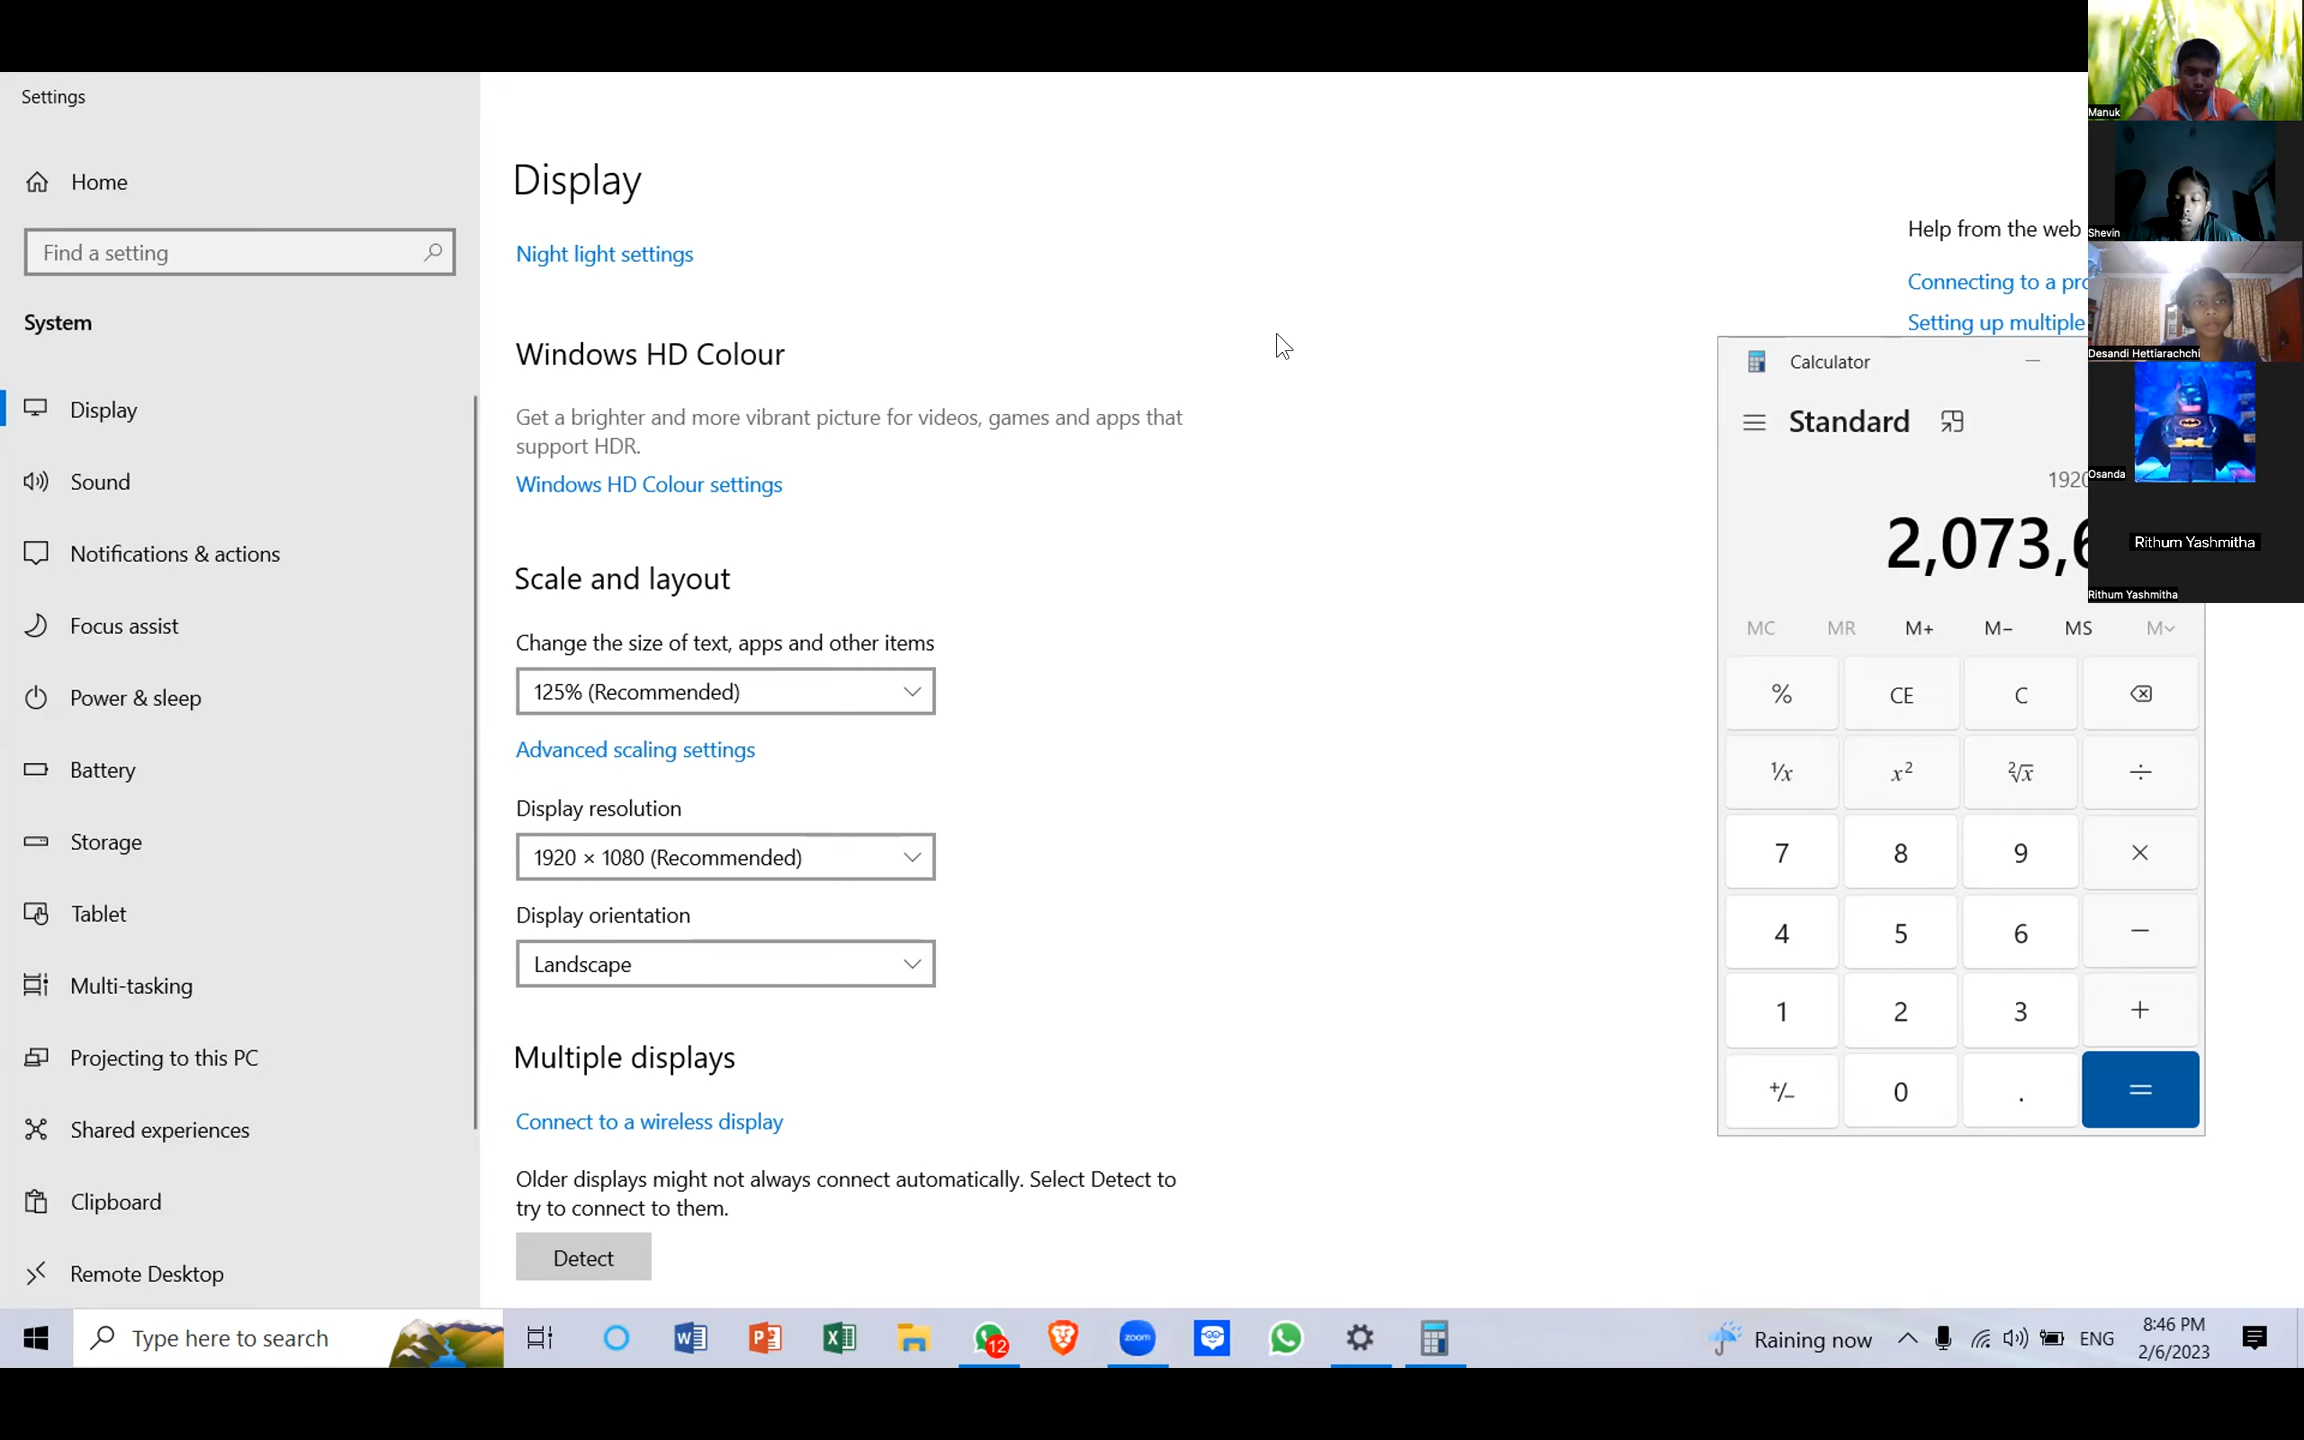 Settings
Home
Find a setting
System
Display
Sound
Notifications & actions
Focus assist
Power & sleep
Battery
Storage
Tablet
Multi-tasking
Projecting to this PC
Shared experiences
Clipboard
Remote Desktop
Display
Night light settings
Windows HD Colour
Get a brighter and more vibrant picture for videos, games and apps that
support HDR.
Windows HD Colour settings
Scale and layout
Change the size of text, apps and other items
125% (Recommended)
Advanced scaling settings
Display resolution
1920 × 1080 (Recommended)
Display orientation
Landscape
Multiple displays
Connect to a wireless display
Older displays might not always connect automatically. Select Detect to
try to connect to them.
Detect
Help from the web
Connecting to a pro
Setting up multiple
Calculator
Standard
1920
2,073,6
MC MR M+ M− MS M
% CE C
1/x x² ²√x ÷
7 8 9 ×
4 5 6 −
1 2 3 +
+/− 0 . =
Manuk
Shevin
Desandi Hettiarachchi
Osanda
Rithum Yashmitha
Rithum Yashmitha
Type here to search
zoom
12
Raining now
ENG
8:46 PM
2/6/2023